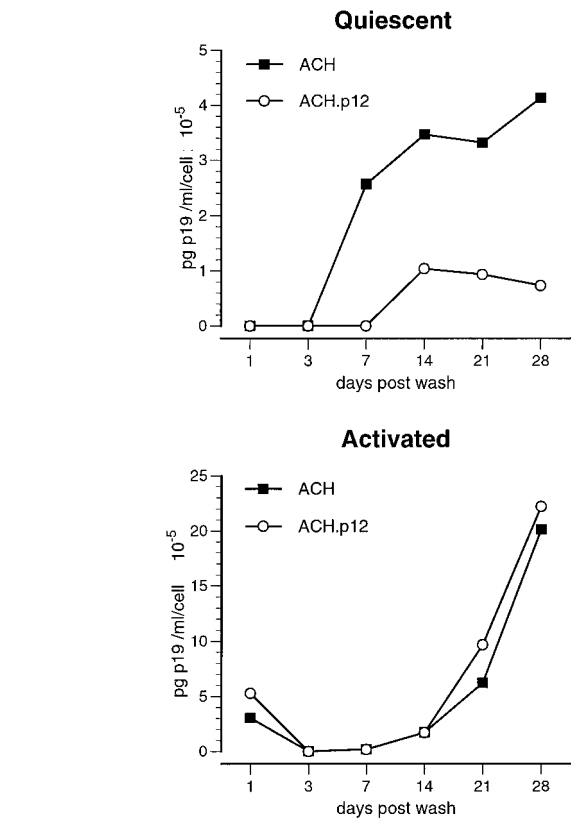 Quiescent
ACH
ACH.p12
pg p19 /ml/cell : 10-5
5
4
3
2
1
0
1 3 7 14 21 28
days post wash
Activated
ACH
ACH.p12
pg p19 /ml/cell 10-5
25
20
15
10
5
0
1 3 7 14 21 28
days post wash